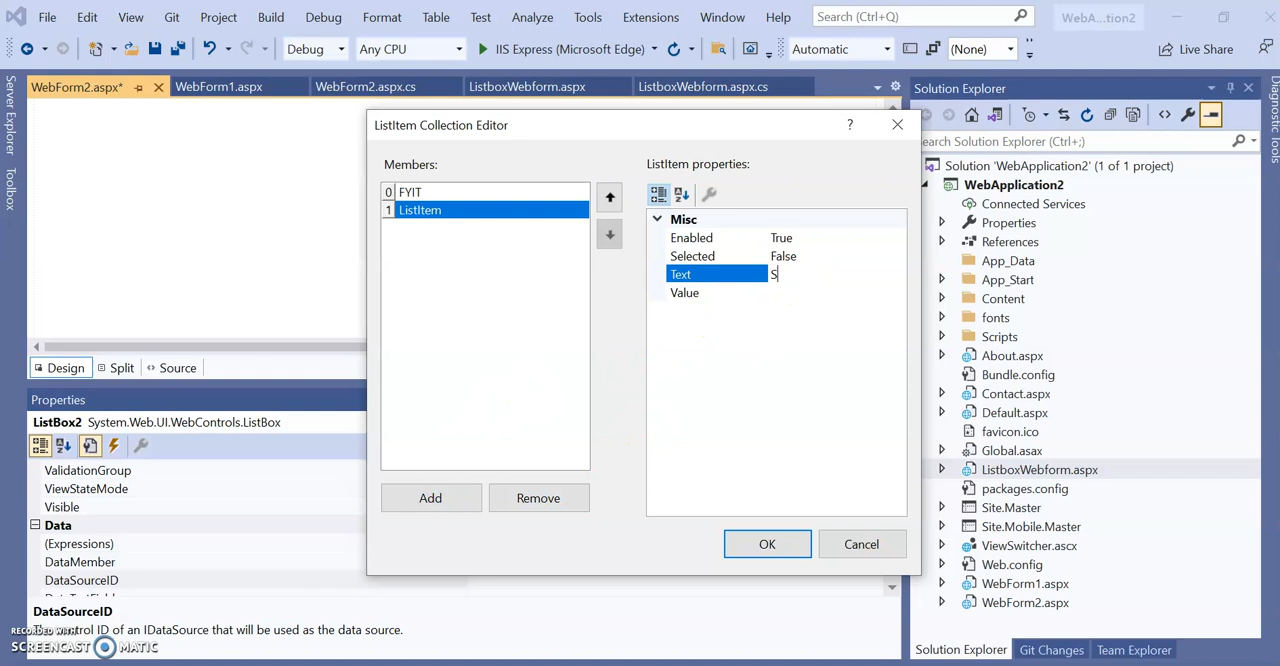 File Edit View Git Project Build Debug Format Table Test Analyze Tools Extensions Window Help Search (Ctrl+Q) WebA...tion2
Debug Any CPU IIS Express (Microsoft Edge) Automatic (None) Live Share
Server Explorer
Toolbox
WebForm2.aspx* WebForm1.aspx WebForm2.aspx.cs ListboxWebform.aspx ListboxWebform.aspx.cs
ListItem Collection Editor
Members:
0 FYIT
1 ListItem
Add Remove
ListItem properties:
Misc
Enabled True
Selected False
Text S
Value
OK Cancel
Design Split Source
Properties
ListBox2 System.Web.UI.WebControls.ListBox
ValidationGroup
ViewStateMode
Visible
Data
(Expressions)
DataMember
DataSourceID
DataSourceID
control ID of an IDataSource that will be used as the data source.
RECORDED WITH
SCREENCAST MATIC
Solution Explorer
earch Solution Explorer (Ctrl+;)
Solution 'WebApplication2' (1 of 1 project)
WebApplication2
Connected Services
Properties
References
App_Data
App_Start
Content
fonts
Scripts
About.aspx
Bundle.config
Contact.aspx
Default.aspx
favicon.ico
Global.asax
ListboxWebform.aspx
packages.config
Site.Master
Site.Mobile.Master
ViewSwitcher.ascx
Web.config
WebForm1.aspx
WebForm2.aspx
Solution Explorer Git Changes Team Explorer
Diagnostic Tools